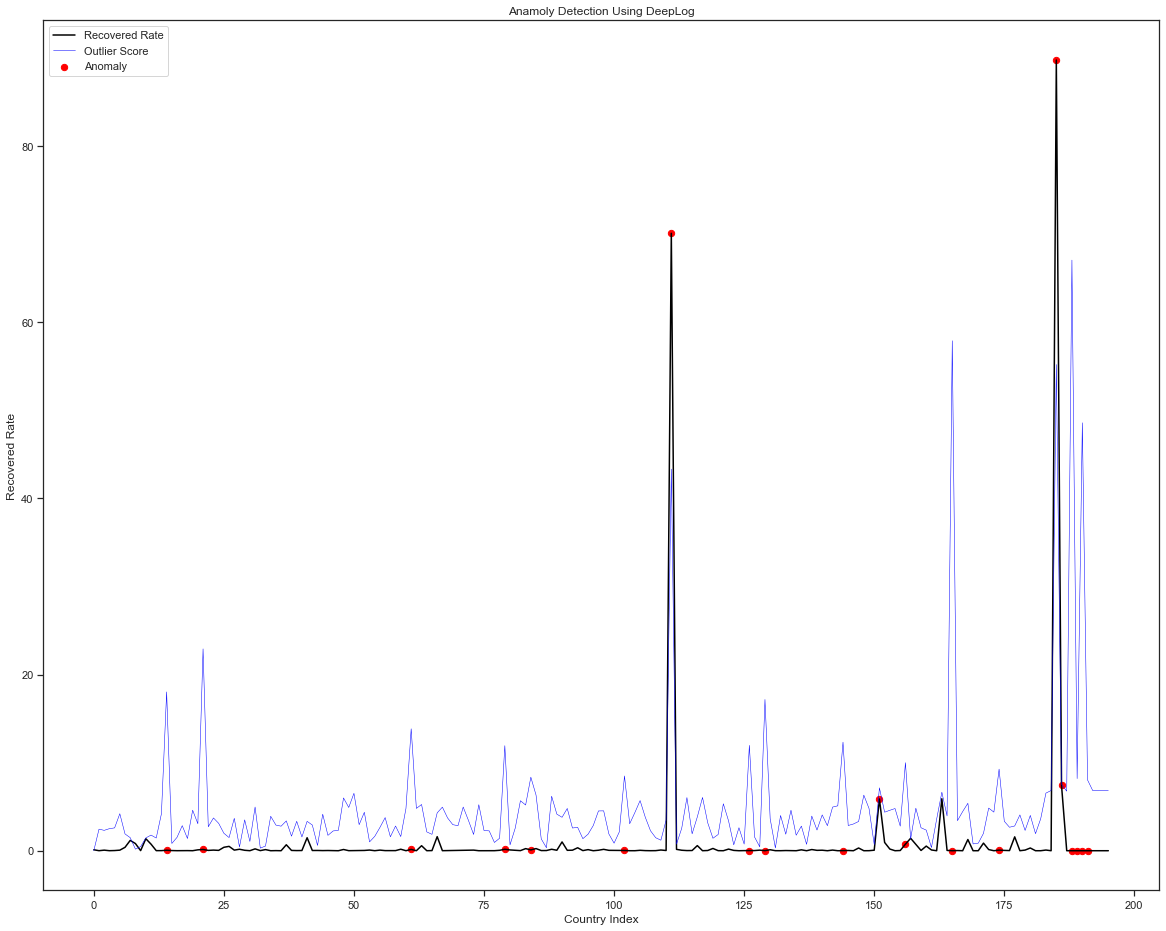 Anamoly Detection Using DeepLog
Recovered Rate
Outlier Score
Anomaly
80
60
40
20
0
Recovered Rate
0 25 50 75 100 125 150 175 200
Country Index